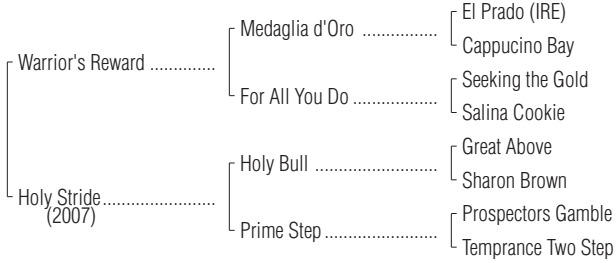 El Prado (IRE)
Medaglia d'Oro ................
Cappucino Bay
Warrior's Reward ..............
Seeking the Gold
For All You Do ..................
Salina Cookie
Great Above
Holy Bull ..........................
Sharon Brown
Holy Stride........................
(2007)
Prospectors Gamble
Prime Step ........................
Temprance Two Step